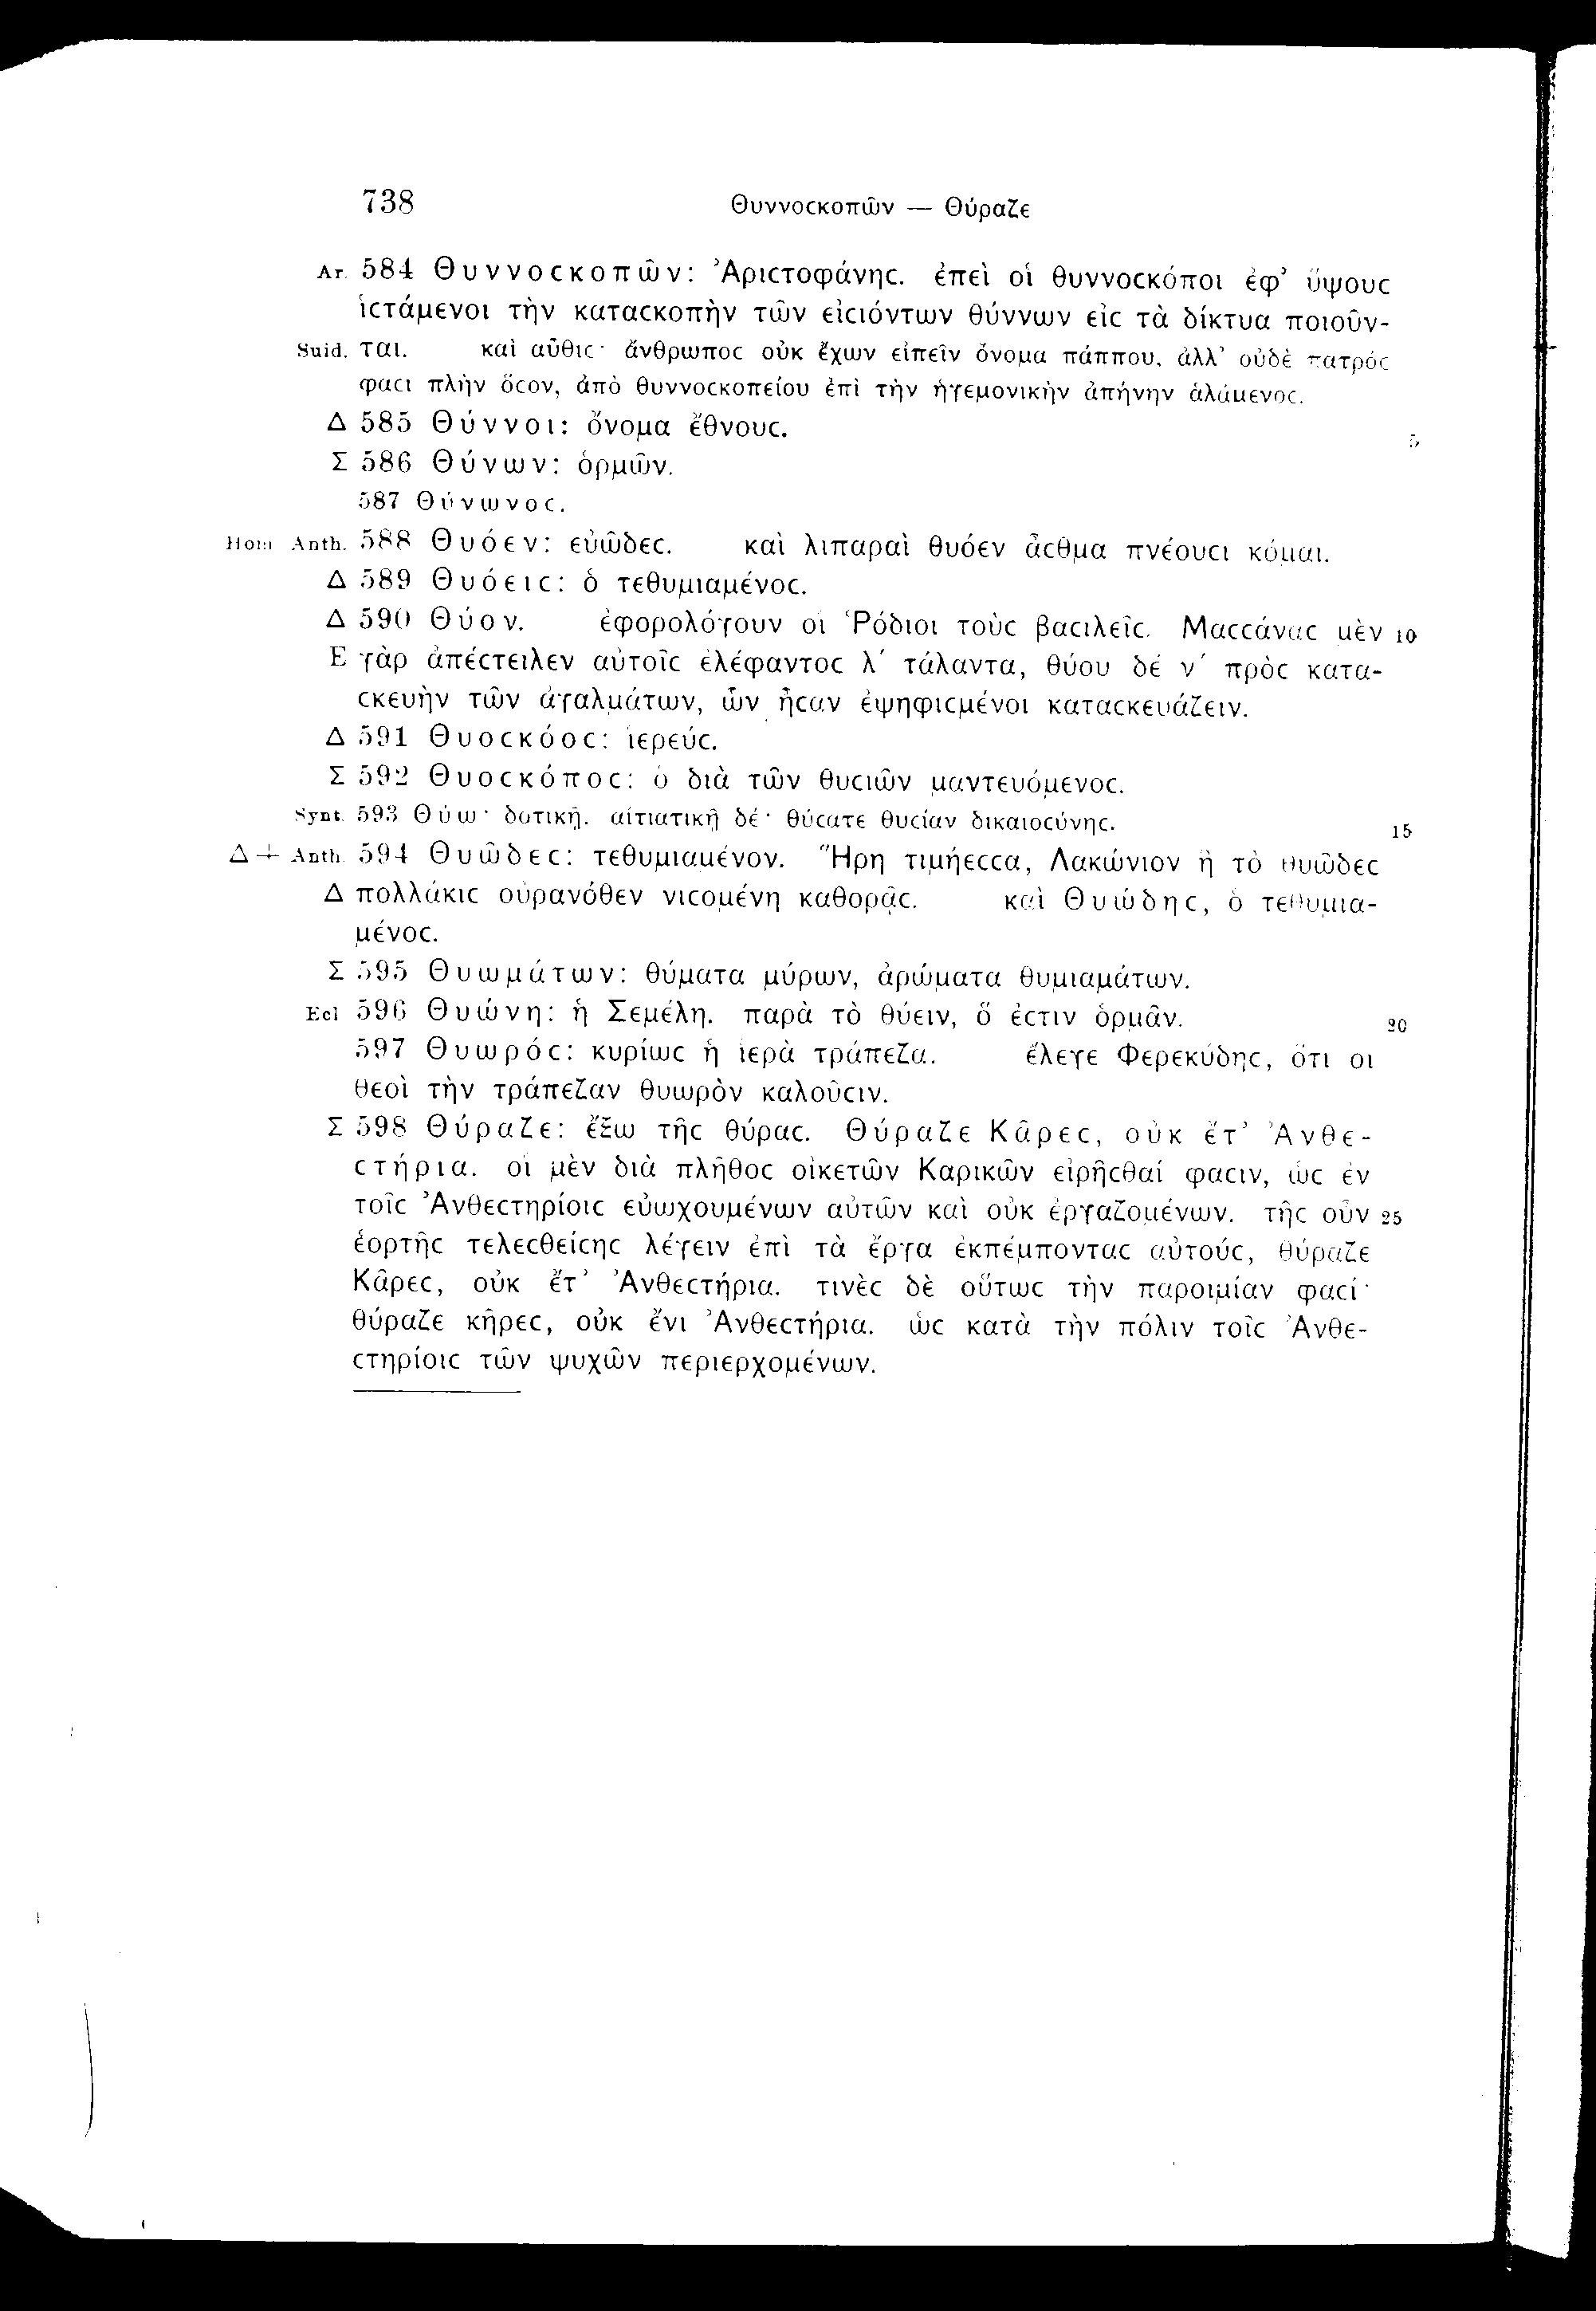 738 Θυννοϲκοπῶν — Θύραζε
Ar. 584 Θυννοϲκοπῶν: Ἀριϲτοφάνηϲ. ἐπεὶ οἱ θυννοϲκόποι ἐφ’ ὕψουϲ
ἱϲτάμενοι τὴν καταϲκοπὴν τῶν εἰϲιόντων θύννων εἰϲ τὰ δίκτυα ποιοῦν-
Suid. ται. καὶ αὖθιϲ· ἄνθρωποϲ οὐκ ἔχων εἰπεῖν ὄνομα πάππου, ἀλλ’ οὐδὲ πατρόϲ
φαϲι πλὴν ὅϲον, ἀπὸ θυννοϲκοπείου ἐπὶ τὴν ἡγεμονικὴν ἀπήνην ἁλάμενοϲ.
Δ 585 Θύννοι: ὄνομα ἔθνουϲ. 5
Σ 586 Θύνων: ὁρμῶν.
587 Θύνωνοϲ.
Hom Anth. 588 Θυόεν: εὐῶδεϲ. καὶ λιπαραὶ θυόεν ἆϲθμα πνέουϲι κόμαι.
Δ 589 Θυόειϲ: ὁ τεθυμιαμένοϲ.
Δ 590 Θύον. ἐφορολόγουν οἱ Ῥόδιοι τοὺϲ βαϲιλεῖϲ. Μαϲϲάναϲ μὲν 10
Ε γὰρ ἀπέϲτειλεν αὐτοῖϲ ἐλέφαντοϲ λ΄ τάλαντα, θύου δὲ ν΄ πρὸϲ κατα-
ϲκευὴν τῶν ἀγαλμάτων, ὧν ἦϲαν ἐψηφιϲμένοι καταϲκευάζειν.
Δ 591 Θυοϲκόοϲ: ἱερεύϲ.
Σ 592 Θυοϲκόποϲ: ὁ διὰ τῶν θυϲιῶν μαντευόμενοϲ.
Synt. 593 Θύω· δοτικῇ. αἰτιατικῇ δέ· θύϲατε θυϲίαν δικαιοϲύνηϲ. 15
Δ + Anth. 594 Θυῶδεϲ: τεθυμιαμένον. Ἥρη τιμήεϲϲα, Λακώνιον ἣ τὸ θυῶδεϲ
Δ πολλάκιϲ οὐρανόθεν νιϲομένη καθορᾷϲ. καὶ Θυώδηϲ, ὁ τεθυμια-
μένοϲ.
Σ 595 Θυωμάτων: θύματα μύρων, ἀρώματα θυμιαμάτων.
Ecl 596 Θυώνη: ἡ Σεμέλη. παρὰ τὸ θύειν, ὅ ἐϲτιν ὁρμᾶν. 20
597 Θυωρόϲ: κυρίωϲ ἡ ἱερὰ τράπεζα. ἔλεγε Φερεκύδηϲ, ὅτι οἱ
θεοὶ τὴν τράπεζαν θυωρὸν καλοῦϲιν.
Σ 598 Θύραζε: ἔξω τῆϲ θύραϲ. Θύραζε Κᾶρεϲ, οὐκ ἔτ’ Ἀνθε-
ϲτήρια. οἱ μὲν διὰ πλῆθοϲ οἰκετῶν Καρικῶν εἰρῆϲθαί φαϲιν, ὡϲ ἐν
τοῖϲ Ἀνθεϲτηρίοιϲ εὐωχουμένων αὐτῶν καὶ οὐκ ἐργαζομένων. τῆϲ οὖν 25
ἑορτῆϲ τελεϲθείϲηϲ λέγειν ἐπὶ τὰ ἔργα ἐκπέμπονταϲ αὐτούϲ, θύραζε
Κᾶρεϲ, οὐκ ἔτ’ Ἀνθεϲτήρια. τινὲϲ δὲ οὕτωϲ τὴν παροιμίαν φαϲί·
θύραζε κῆρεϲ, οὐκ ἔνι Ἀνθεϲτήρια. ὡϲ κατὰ τὴν πόλιν τοῖϲ Ἀνθε-
ϲτηρίοιϲ τῶν ψυχῶν περιερχομένων.